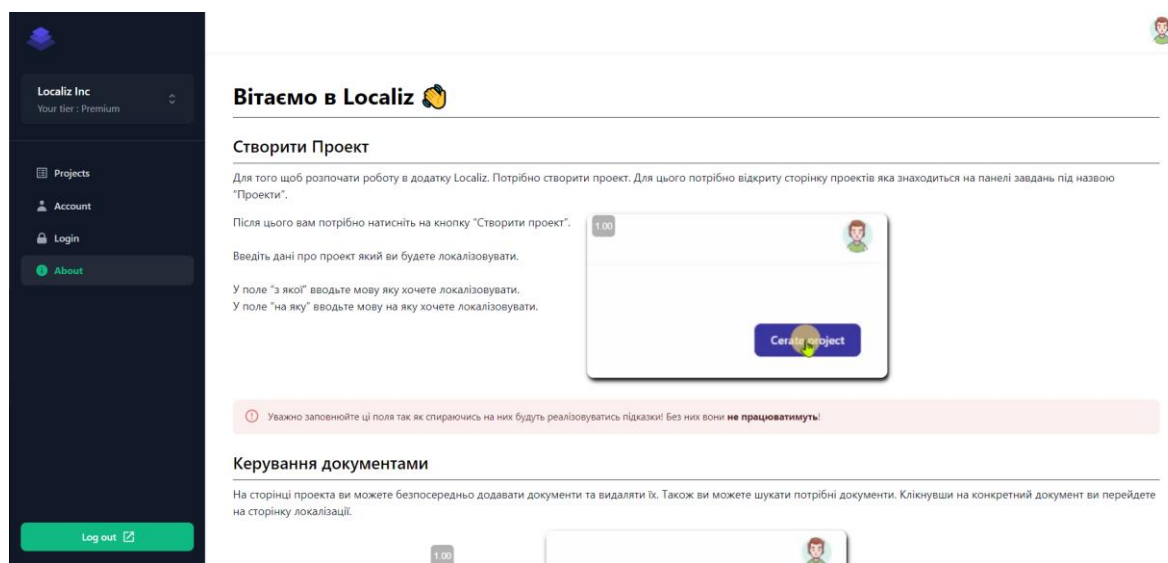 Localiz Inc
Your tier : Premium
Projects
Account
Login
About
Log out
Вітаємо в Localiz
Створити Проект
Для того щоб розпочати роботу в додатку Localiz. Потрібно створити проект. Для цього потрібно відкриту сторінку проектів яка знаходиться на панелі завдань під назвою
"Проекти".
Після цього вам потрібно натисніть на кнопку "Створити проект".
Введіть дані про проект який ви будете локалізовувати.
У поле "з якої" вводьте мову яку хочете локалізовувати.
У поле "на яку" вводьте мову на яку хочете локалізовувати.
1.00
Cerate project
Уважно заповнюйте ці поля так як спираючись на них будуть реалізовуватись підказки! Без них вони не працюватимуть!
Керування документами
На сторінці проекта ви можете безпосередньо додавати документи та видаляти їх. Також ви можете шукати потрібні документи. Клікнувши на конкретний документ ви перейдете
на сторінку локалізації.
1.00